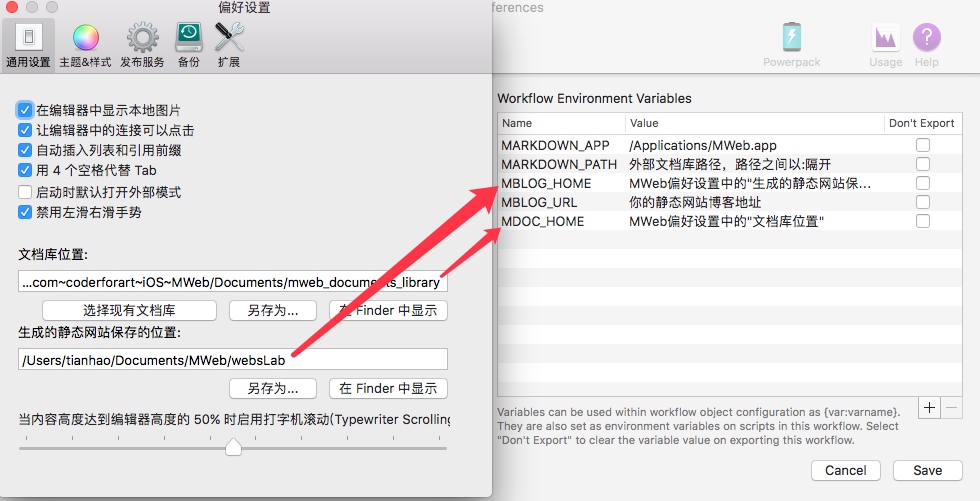 偏好设置
通用设置
主题&样式
发布服务
备份
扩展
在编辑器中显示本地图片
让编辑器中的连接可以点击
自动插入列表和引用前缀
用 4 个空格代替 Tab
启动时默认打开外部模式
禁用左滑右滑手势
文档库位置:
...com~coderforart~iOS~MWeb/Documents/mweb_documents_library
选择现有文档库
另存为...
在 Finder 中显示
生成的静态网站保存的位置:
/Users/tianhao/Documents/MWeb/websLab
另存为...
在 Finder 中显示
当内容高度达到编辑器高度的 50% 时启用打字机滚动(Typewriter Scrolling
ferences
Powerpack
Usage
Help
Workflow Environment Variables
Name Value Don't Export
MARKDOWN_APP /Applications/MWeb.app
MARKDOWN_PATH 外部文档库路径，路径之间以:隔开
MBLOG_HOME MWeb偏好设置中的"生成的静态网站保...
MBLOG_URL 你的静态网站博客地址
MDOC_HOME MWeb偏好设置中的"文档库位置"
Variables can be used within workflow object configuration as {var:varname}.
They are also set as environment variables on scripts in this workflow. Select
"Don't Export" to clear the variable value on exporting this workflow.
Cancel
Save